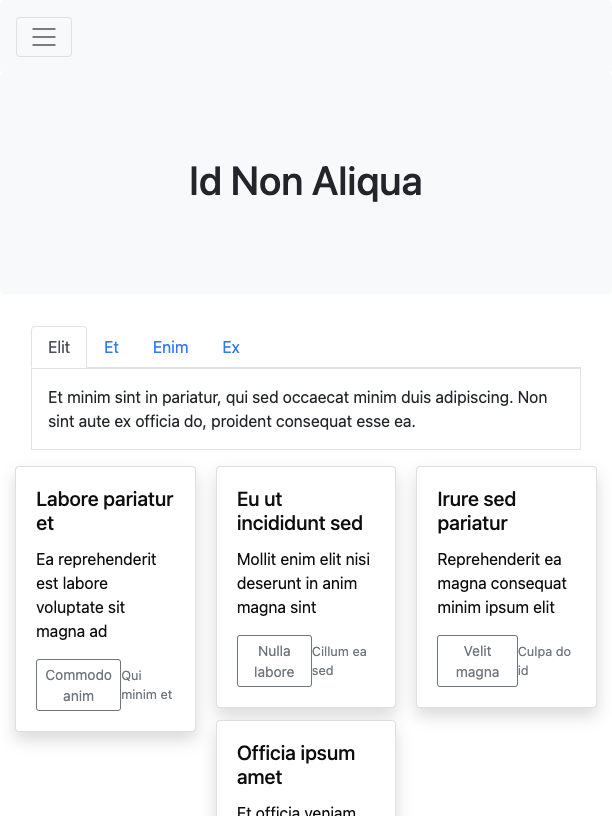 Id Non Aliqua
Elit
Et
Enim
Ex
Et minim sint in pariatur, qui sed occaecat minim duis adipiscing. Non
sint aute ex officia do, proident consequat esse ea.
Labore pariatur
et
Ea reprehenderit
est labore
voluptate sit
magna ad
Commodo
anim
Qui
minim et
Eu ut
incididunt sed
Mollit enim elit nisi
deserunt in anim
magna sint
Nulla
labore
Cillum ea
sed
Irure sed
pariatur
Reprehenderit ea
magna consequat
minim ipsum elit
Velit
magna
Culpa do
id
Officia ipsum
amet
Et officia veniam